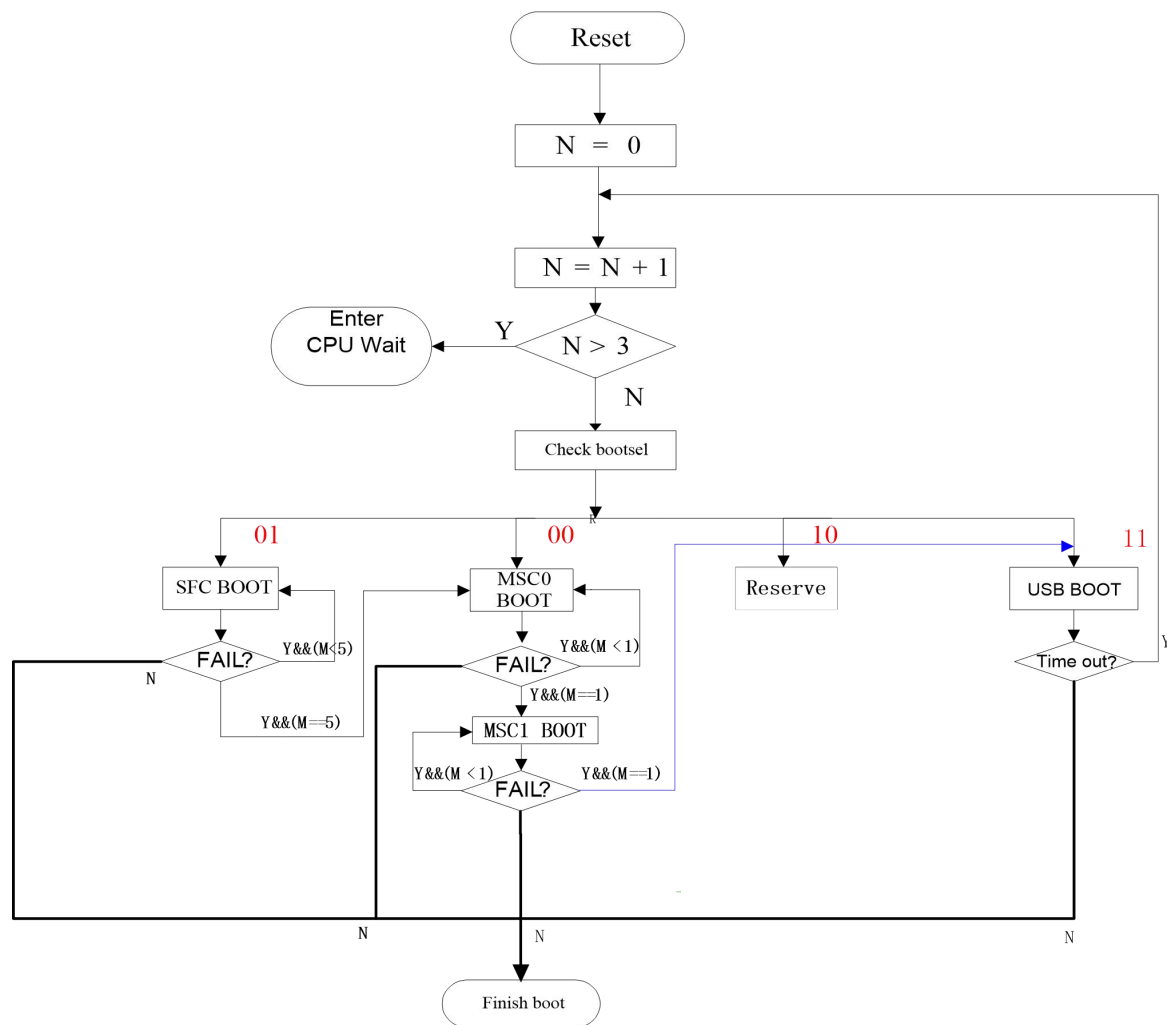 Reset
N = 0
N = N + 1
Enter
CPU Wait
Y
N > 3
N
Check bootsel
R
01
00
10
11
SFC BOOT
MSC0
BOOT
Reserve
USB BOOT
FAIL?
Y&&(M<5)
N
FAIL?
Y&&(M < 1)
Time out?
Y
Y&&(M==5)
Y&&(M==1)
MSC1 BOOT
Y&&(M < 1)
FAIL?
Y&&(M==1)
N
N
N
Finish boot